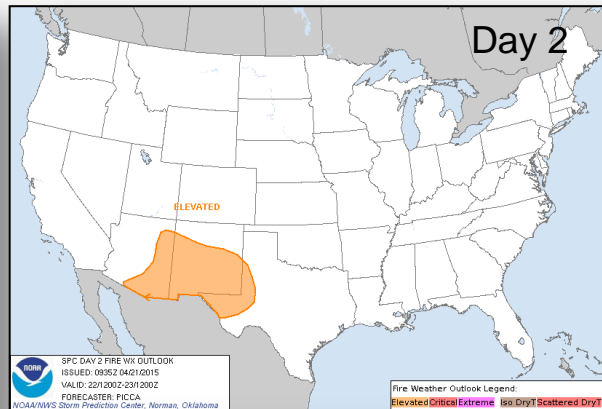 Day 2
ELEVATED
NOAA
SPC DAY 2 FIRE WX OUTLOOK
ISSUED: 0935Z 04/21/2015
VALID: 22/1200Z-23/1200Z
FORECASTER: PICCA
NOAA/NWS Storm Prediction Center, Norman, Oklahoma
Fire Weather Outlook Legend:
Elevated Critical Extreme Iso DryT Scattered DryT